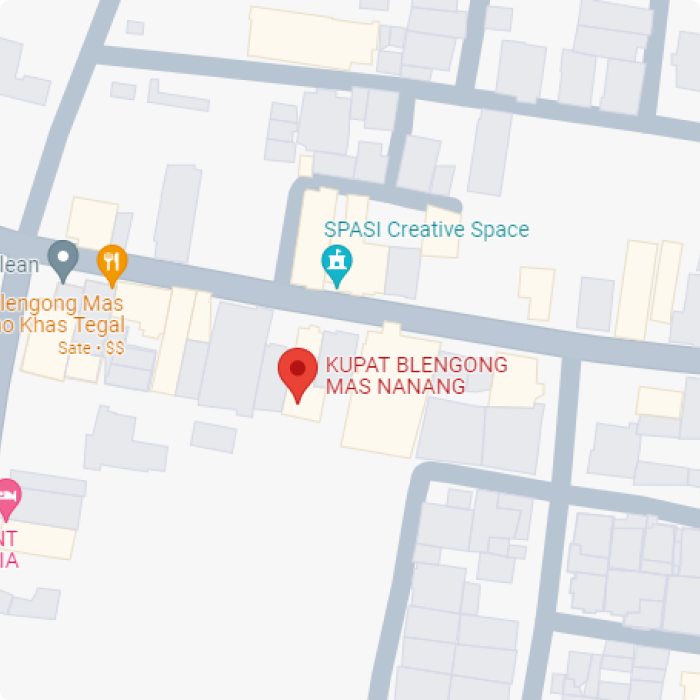 SPASI Creative Space
lean
lengong Mas
o Khas Tegal
Sate • $$
KUPAT BLENGONG
MAS NANANG
NT
IA